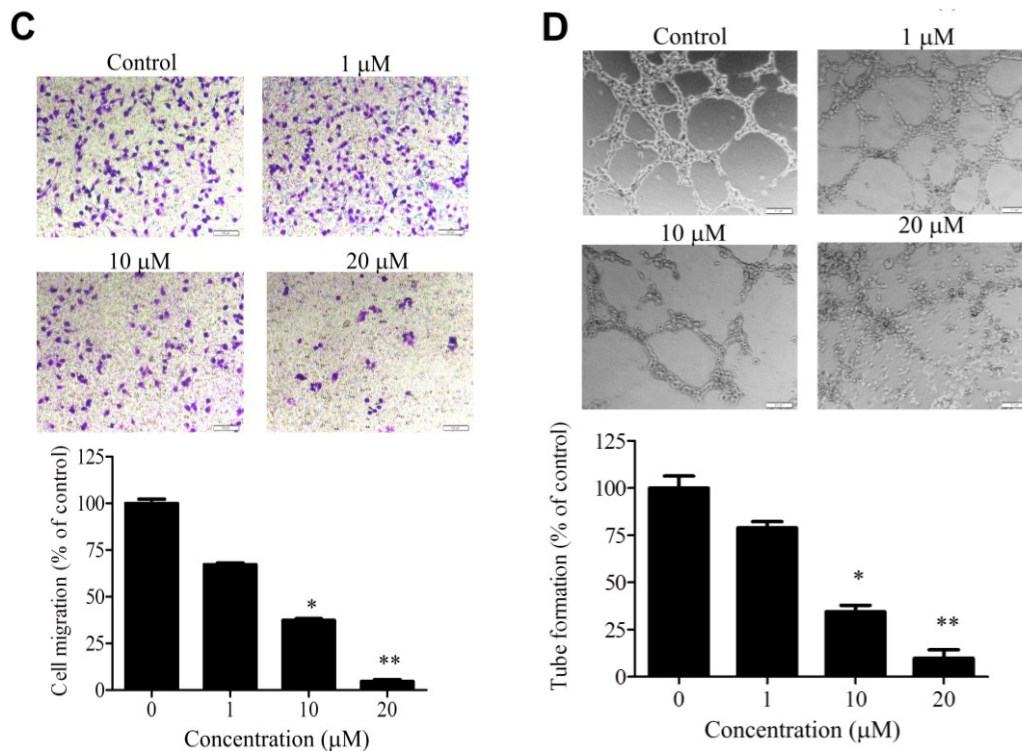 C
Control
1 μM
10 μM
20 μM
Cell migration (% of control)
125
100
75
50
25
0
*
**
0 1 10 20
Concentration (μM)
D
Control
1 μM
10 μM
20 μM
Tube formation (% of control)
125
100
75
50
25
0
*
**
0 1 10 20
Concentration (μM)